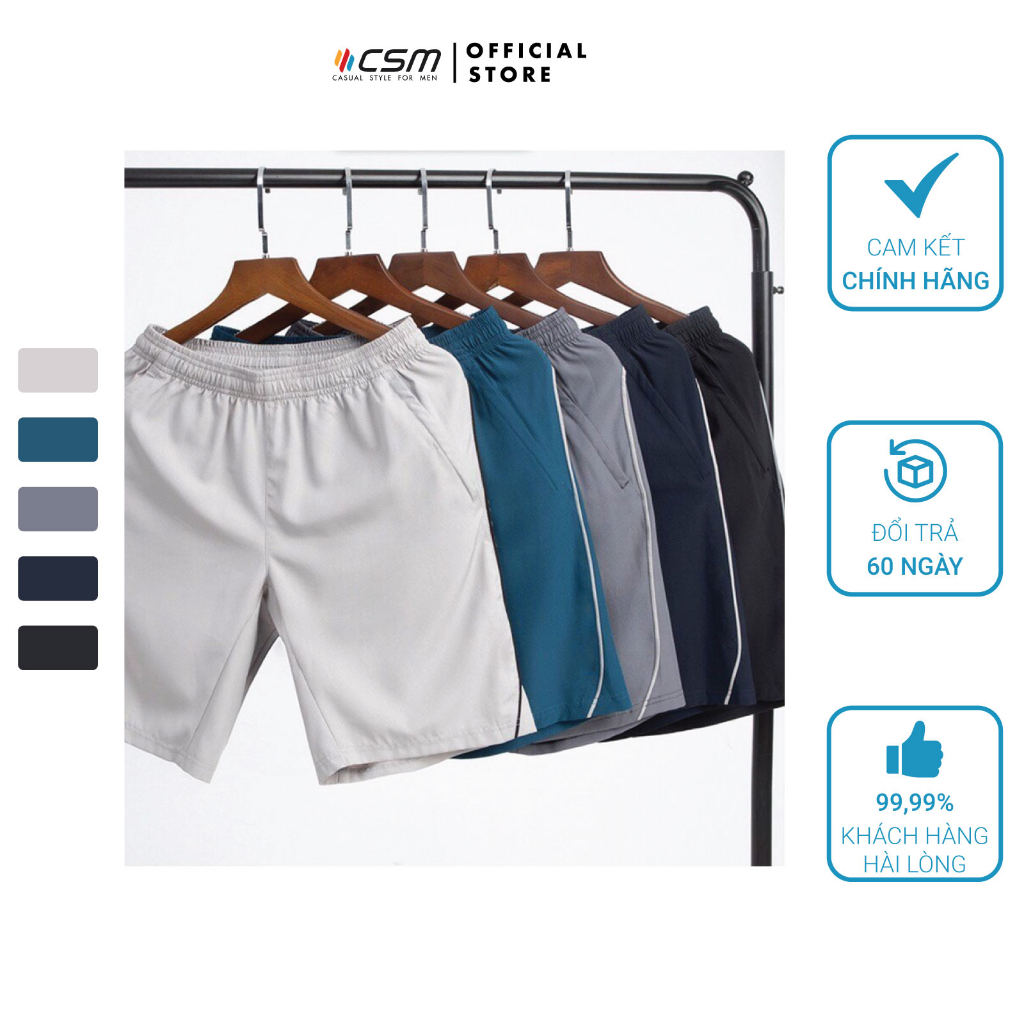 CSM
CASUAL STYLE FOR MEN
OFFICIAL
STORE
CAM KẾT
CHÍNH HÃNG
ĐỔI TRẢ
60 NGÀY
99,99%
KHÁCH HÀNG
HÀI LÒNG